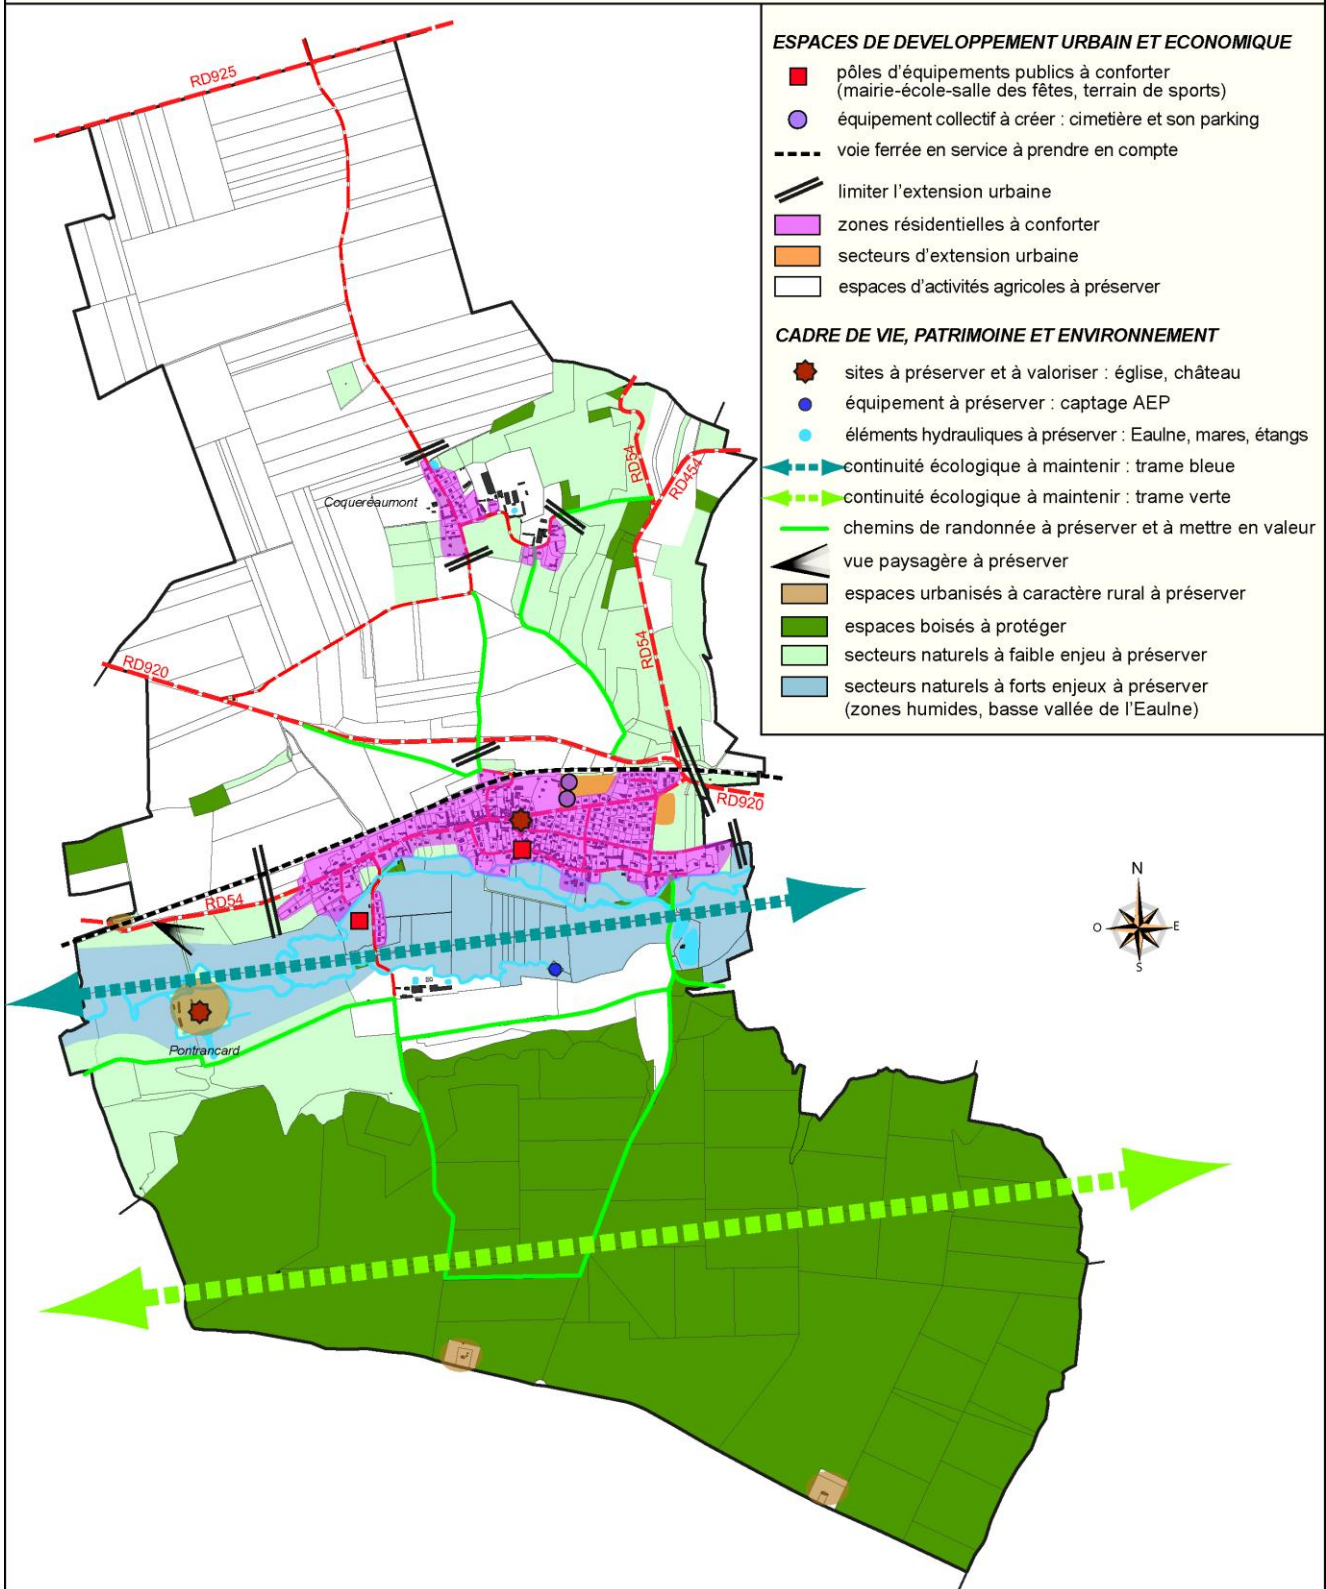 ESPACES DE DEVELOPPEMENT URBAIN ET ECONOMIQUE
pôles d'équipements publics à conforter
(mairie-école-salle des fêtes, terrain de sports)
équipement collectif à créer : cimetière et son parking
voie ferrée en service à prendre en compte
limiter l'extension urbaine
zones résidentielles à conforter
secteurs d'extension urbaine
espaces d'activités agricoles à préserver
CADRE DE VIE, PATRIMOINE ET ENVIRONNEMENT
sites à préserver et à valoriser : église, château
équipement à préserver : captage AEP
éléments hydrauliques à préserver : Eaulne, mares, étangs
continuité écologique à maintenir : trame bleue
continuité écologique à maintenir : trame verte
chemins de randonnée à préserver et à mettre en valeur
vue paysagère à préserver
espaces urbanisés à caractère rural à préserver
espaces boisés à protéger
secteurs naturels à faible enjeu à préserver
secteurs naturels à forts enjeux à préserver
(zones humides, basse vallée de l'Eaulne)
RD925
RD54
RD454
Coqueréaumont
RD54
RD920
RD920
RD54
Pontrancard
N
O
E
S